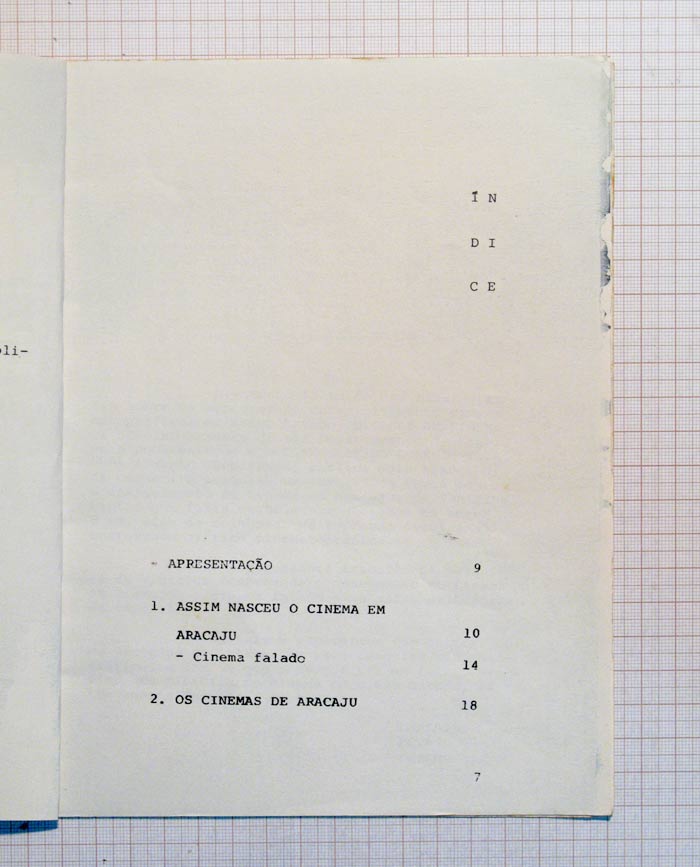 Í N
D I
C E
- APRESENTAÇÃO 9
1. ASSIM NASCEU O CINEMA EM
ARACAJU 10
- Cinema falado 14
2. OS CINEMAS DE ARACAJU 18
7